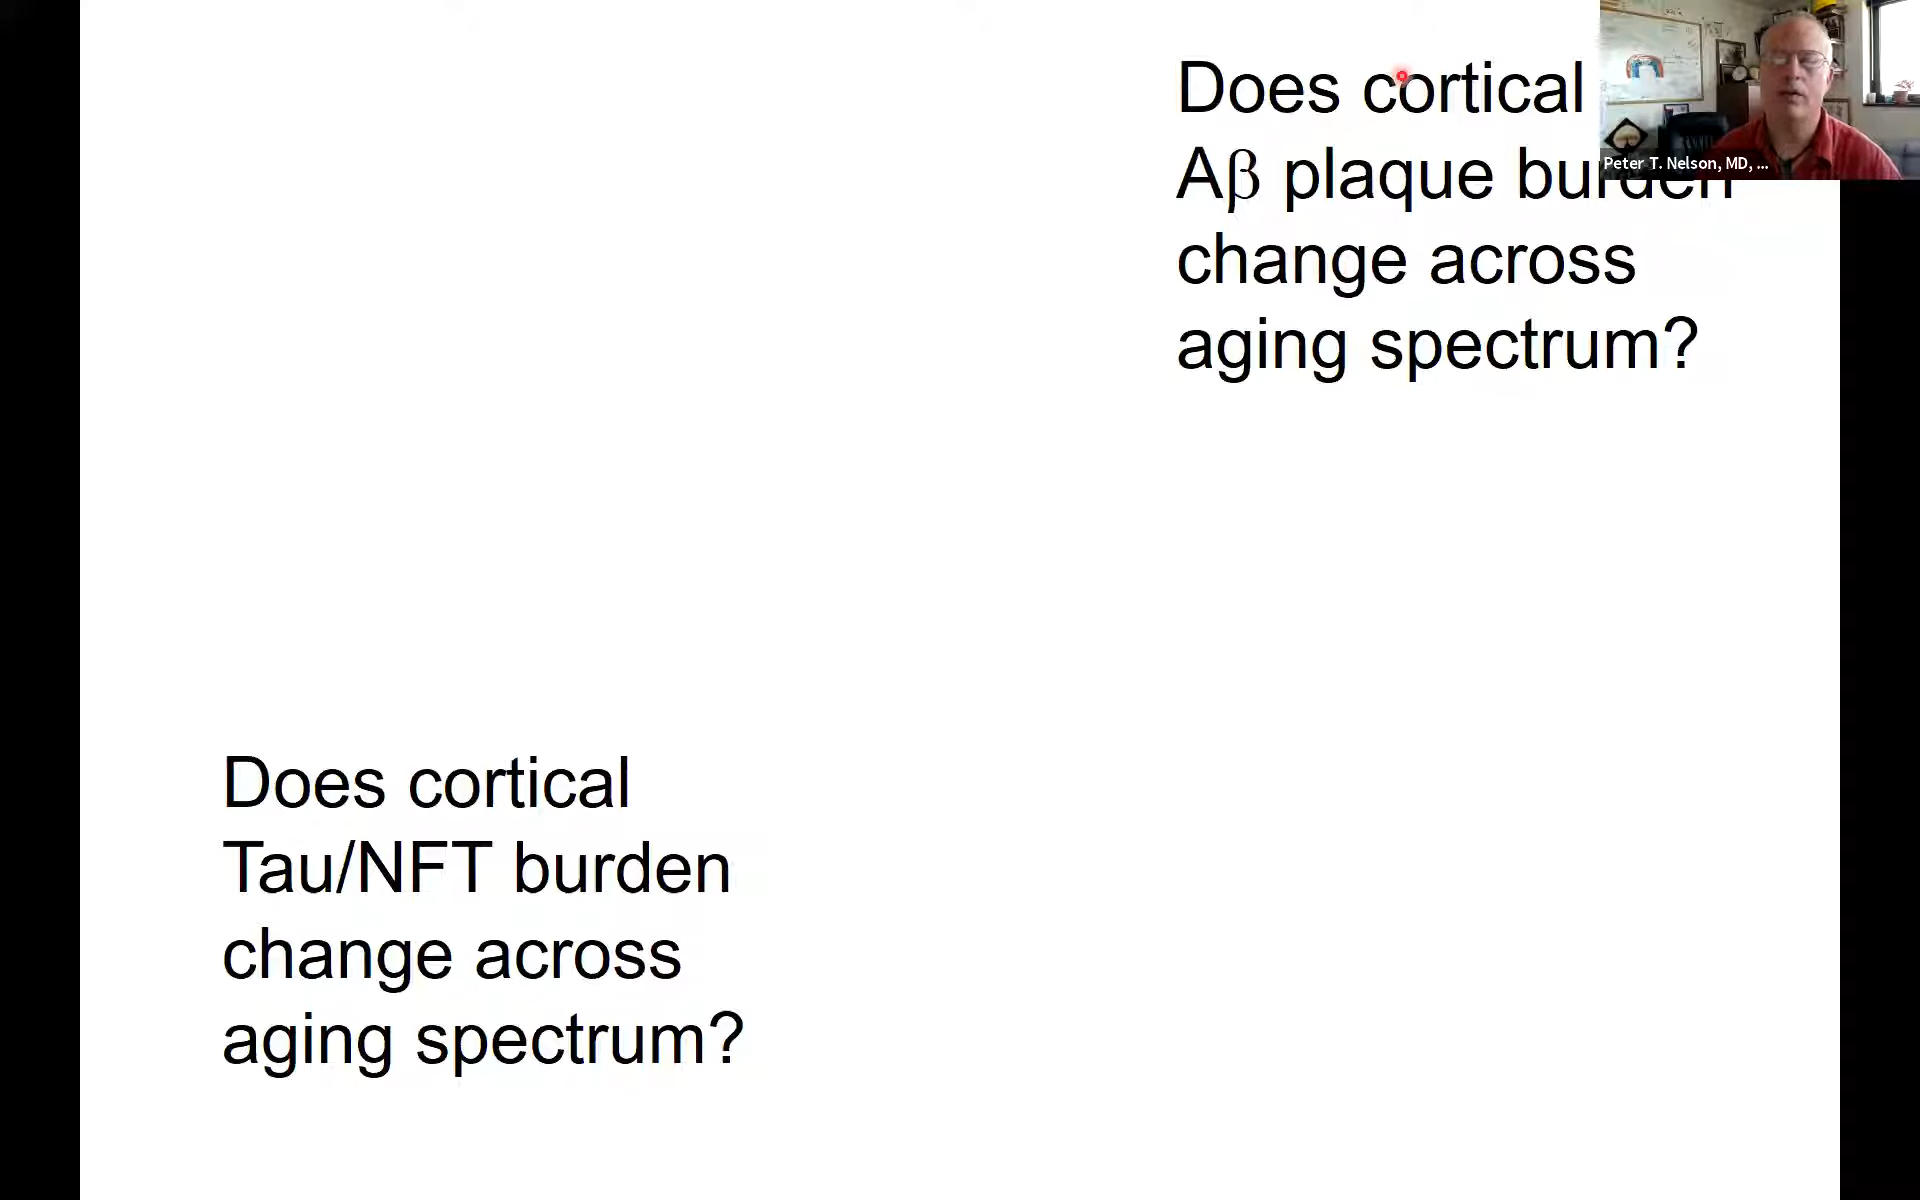 Does cortical
Aβ plaque burden
change across
aging spectrum?
Peter T. Nelson, MD, ...
Does cortical
Tau/NFT burden
change across
aging spectrum?